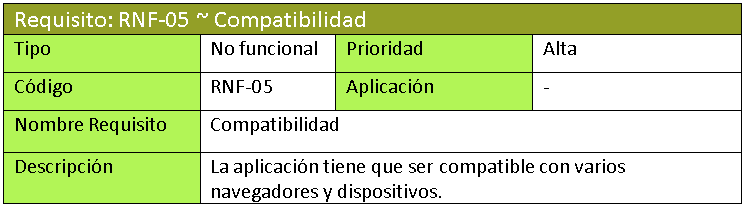 Requisito: RNF-05 ~ Compatibilidad
Tipo No funcional Prioridad Alta
Código RNF-05 Aplicación -
Nombre Requisito Compatibilidad
Descripción La aplicación tiene que ser compatible con varios
navegadores y dispositivos.